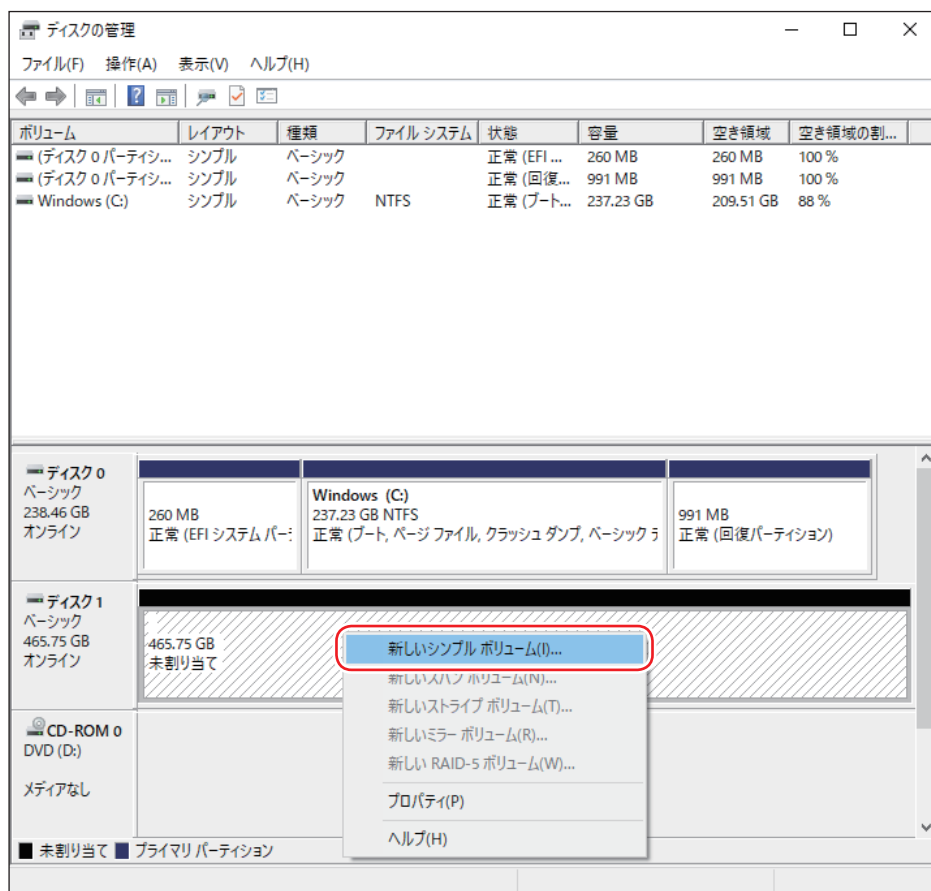 ディスクの管理
ファイル(F) 操作(A) 表示(V) ヘルプ(H)
ボリューム レイアウト 種類 ファイル システム 状態 容量 空き領域 空き領域の割...
(ディスク 0 パーティシ... シンプル ベーシック 正常 (EFI ... 260 MB 260 MB 100 %
(ディスク 0 パーティシ... シンプル ベーシック 正常 (回復... 991 MB 991 MB 100 %
Windows (C:) シンプル ベーシック NTFS 正常 (ブート... 237.23 GB 209.51 GB 88 %
ディスク 0
ベーシック
238.46 GB
オンライン
260 MB
正常 (EFI システム パーテ
Windows (C:)
237.23 GB NTFS
正常 (ブート, ページ ファイル, クラッシュ ダンプ, ベーシック デ
991 MB
正常 (回復パーティション)
ディスク 1
ベーシック
465.75 GB
オンライン
465.75 GB
未割り当て
新しいシンプル ボリューム(I)...
新しいスパン ボリューム(N)...
新しいストライプ ボリューム(T)...
新しいミラー ボリューム(R)...
新しい RAID-5 ボリューム(W)...
プロパティ(P)
ヘルプ(H)
CD-ROM 0
DVD (D:)
メディアなし
未割り当て プライマリ パーティション